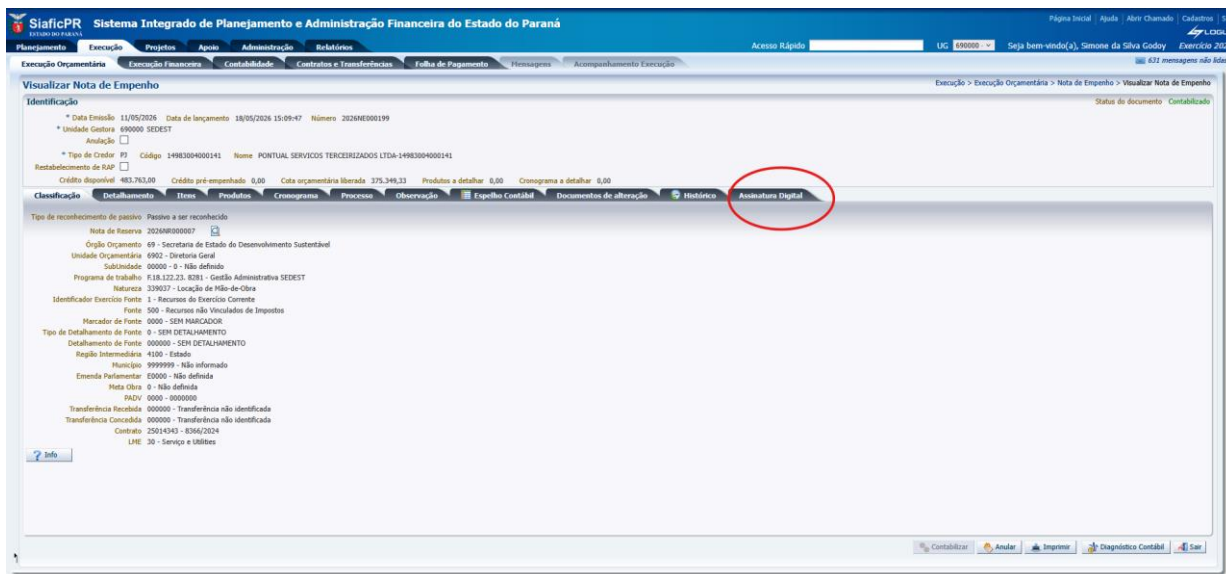 SiaficPR Sistema Integrado de Planejamento e Administração Financeira do Estado do Paraná
ESTADO DO PARANÁ
Página Inicial | Ajuda | Abrir Chamado | Cadastros | S
LOGU
Planejamento Execução Projetos Apoio Administração Relatórios Acesso Rápido UG 690000 - Seja bem-vindo(a), Simone da Silva Godoy Exercício 202
Execução Orçamentária Execução Financeira Contabilidade Contratos e Transferências Folha de Pagamento Mensagens Acompanhamento Execução 631 mensagens não lidas
Visualizar Nota de Empenho Execução > Execução Orçamentária > Nota de Empenho > Visualizar Nota de Empenho
Identificação Status do documento Contabilizado
* Data Emissão 11/05/2026 Data de lançamento 18/05/2026 15:09:47 Número 2026NE000199
* Unidade Gestora 690000 SEDEST
Anulação
* Tipo de Credor PJ Código 14983004000141 Nome PONTUAL SERVICOS TERCEIRIZADOS LTDA-14983004000141
Restabelecimento de RAP
Crédito disponível 483.763,00 Crédito pré-empenhado 0,00 Cota orçamentária liberada 375.349,33 Produtos a detalhar 0,00 Cronograma a detalhar 0,00
Classificação Detalhamento Itens Produtos Cronograma Processo Observação Espelho Contábil Documentos de alteração Histórico Assinatura Digital
Tipo de reconhecimento de passivo Passivo a ser reconhecido
Nota de Reserva 2026NR000007
Órgão Orçamento 69 - Secretaria de Estado do Desenvolvimento Sustentável
Unidade Orçamentária 6902 - Diretoria Geral
SubUnidade 00000 - 0 - Não definido
Programa de trabalho F.18.122.23. 8281 - Gestão Administrativa SEDEST
Natureza 339037 - Locação de Mão-de-Obra
Identificador Exercício Fonte 1 - Recursos do Exercício Corrente
Fonte 500 - Recursos não Vinculados de Impostos
Marcador de Fonte 0000 - SEM MARCADOR
Tipo de Detalhamento de Fonte 0 - SEM DETALHAMENTO
Detalhamento de Fonte 000000 - SEM DETALHAMENTO
Região Intermediária 4100 - Estado
Município 9999999 - Não informado
Emenda Parlamentar E0000 - Não definida
Meta Obra 0 - Não definida
PADV 0000 - 0000000
Transferência Recebida 000000 - Transferência não identificada
Transferência Concedida 000000 - Transferência não identificada
Contrato 25014343 - 8366/2024
LME 30 - Serviço e Utilities
? Info
Contabilizar Anular Imprimir Diagnóstico Contábil Sair